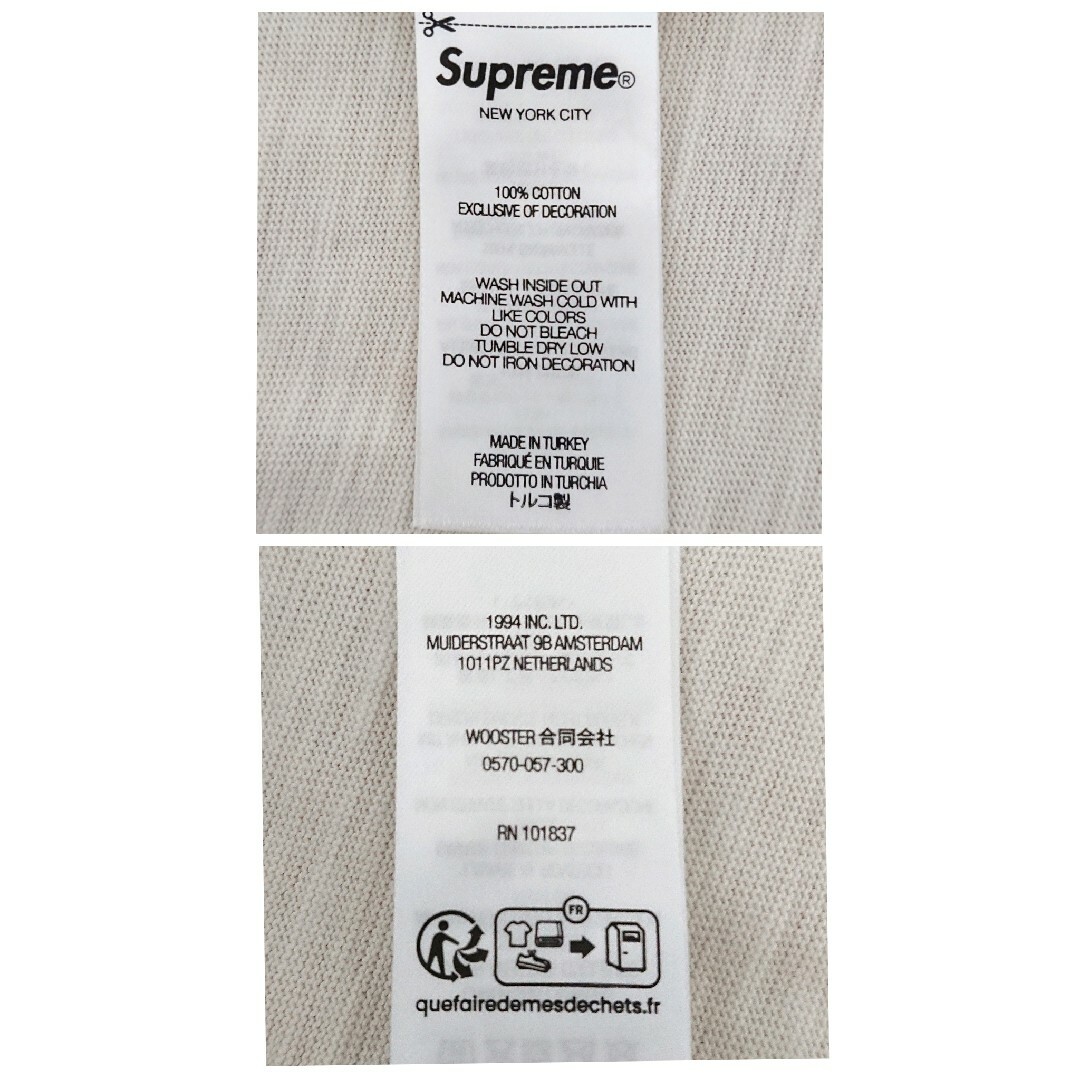 Supreme®
NEW YORK CITY
100% COTTON
EXCLUSIVE OF DECORATION
WASH INSIDE OUT
MACHINE WASH COLD WITH
LIKE COLORS
DO NOT BLEACH
TUMBLE DRY LOW
DO NOT IRON DECORATION
MADE IN TURKEY
FABRIQUÉ EN TURQUIE
PRODOTTO IN TURCHIA
トルコ製
1994 INC. LTD.
MUIDERSTRAAT 9B AMSTERDAM
1011PZ NETHERLANDS
WOOSTER 合同会社
0570-057-300
RN 101837
FR
quefairedemesdechets.fr